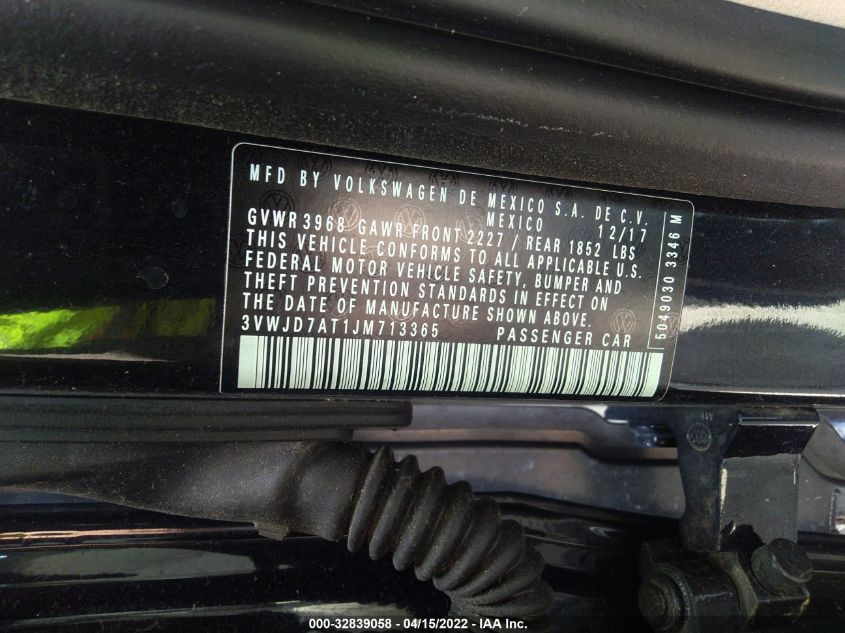 MFD BY VOLKSWAGEN DE MEXICO S.A. DE C.V.
MEXICO 12/17
GVWR 3968 GAWR FRONT 2227 / REAR 1852 LBS
THIS VEHICLE CONFORMS TO ALL APPLICABLE U.S.
FEDERAL MOTOR VEHICLE SAFETY, BUMPER AND
THEFT PREVENTION STANDARDS IN EFFECT ON
THE DATE OF MANUFACTURE SHOWN ABOVE.
3VWJD7AT1JM713365 PASSENGER CAR
5049030 3346 M
000-32839058 - 04/15/2022 - IAA Inc.